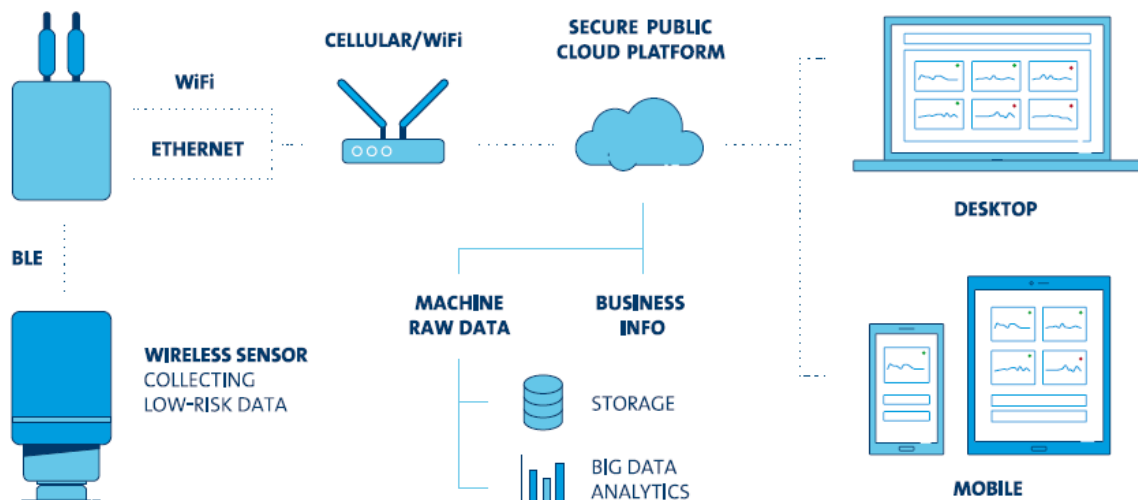 WiFi
ETHERNET
BLE
WIRELESS SENSOR
COLLECTING
LOW-RISK DATA
CELLULAR/WiFi
SECURE PUBLIC
CLOUD PLATFORM
MACHINE
RAW DATA
BUSINESS
INFO
STORAGE
BIG DATA
ANALYTICS
DESKTOP
MOBILE